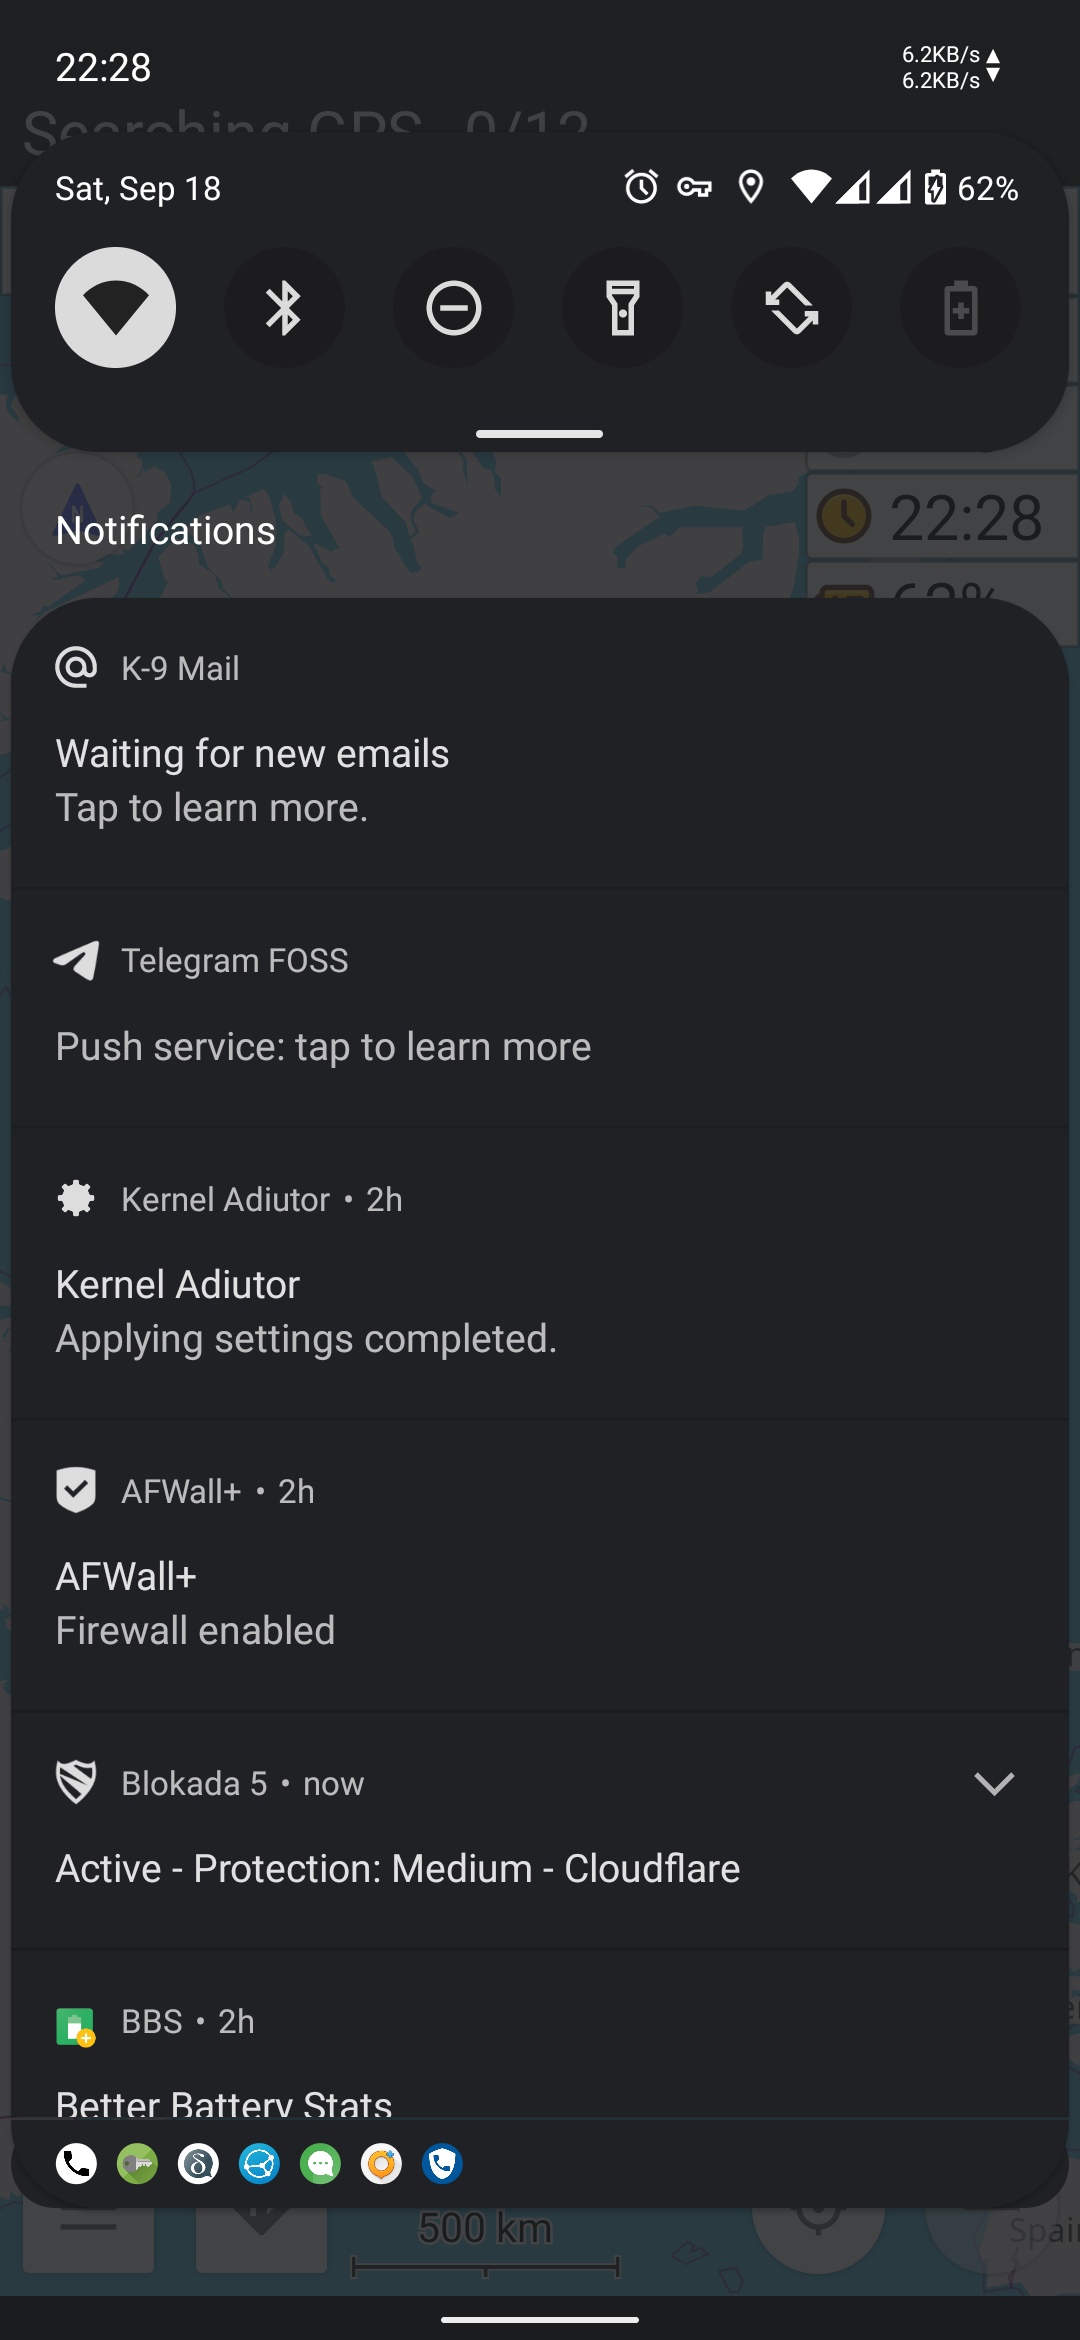 22:28
6.2KB/s
6.2KB/s
Searching GPS 0/12
Sat, Sep 18
62%
22:28
N
Notifications
62%
K-9 Mail
Waiting for new emails
Tap to learn more.
Telegram FOSS
Push service: tap to learn more
Kernel Adiutor • 2h
Kernel Adiutor
Applying settings completed.
AFWall+ • 2h
AFWall+
Firewall enabled
Blokada 5 • now
Active - Protection: Medium - Cloudflare
BBS • 2h
Better Battery Stats
500 km
Spai